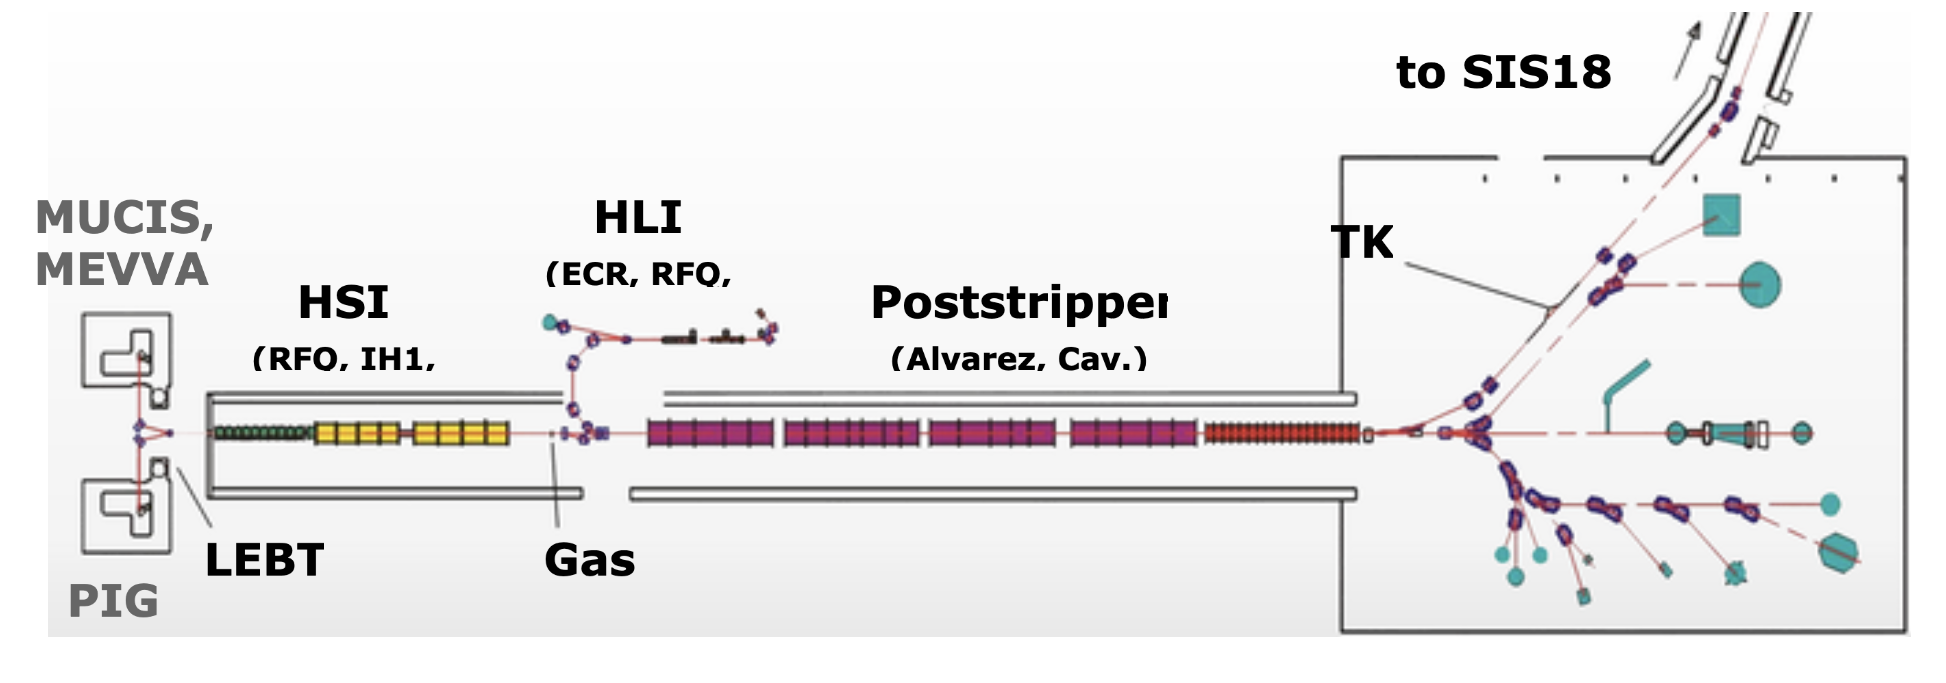 to SIS18
MUCIS,
MEVVA
HLI
(ECR, RFQ,
TK
HSI
(RFQ, IH1,
Poststripper
(Alvarez, Cav.)
LEBT
Gas
PIG